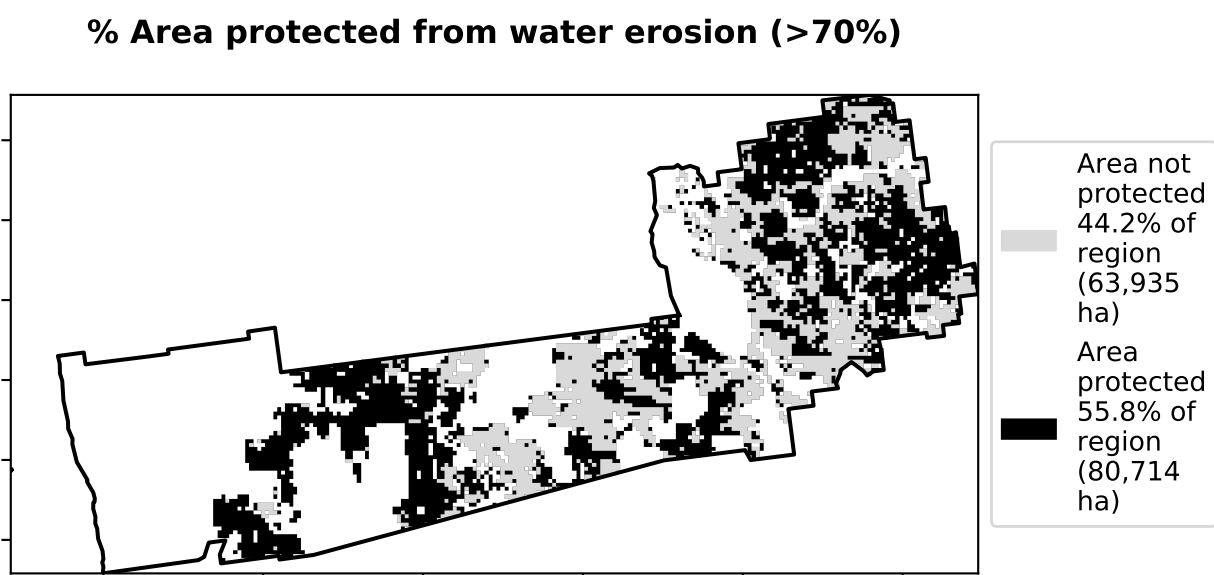 % Area protected from water erosion (>70%)
Area not
protected
44.2% of
region
(63,935
ha)
Area
protected
55.8% of
region
(80,714
ha)